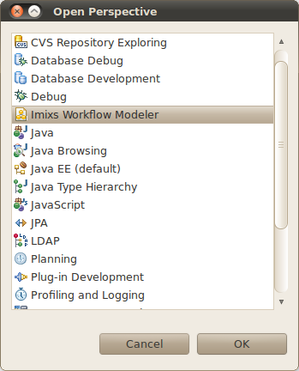 Open Perspective
CVS Repository Exploring
Database Debug
Database Development
Debug
Imixs Workflow Modeler
Java
Java Browsing
Java EE (default)
Java Type Hierarchy
JavaScript
JPA
LDAP
Planning
Plug-in Development
Profiling and Logging
Cancel
OK